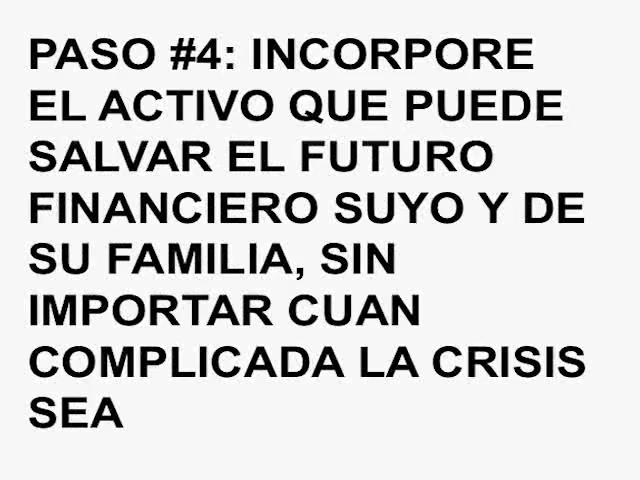 PASO #4: INCORPORE
EL ACTIVO QUE PUEDE
SALVAR EL FUTURO
FINANCIERO SUYO Y DE
SU FAMILIA, SIN
IMPORTAR CUAN
COMPLICADA LA CRISIS
SEA